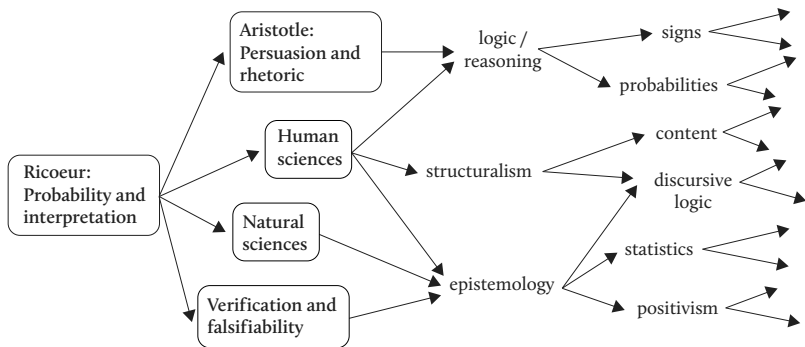 Aristotle:
Persuasion and
rhetoric
logic /
reasoning
signs
probabilities
Human
sciences
structuralism
content
discursive
logic
Ricoeur:
Probability and
interpretation
Natural
sciences
epistemology
statistics
positivism
Verification and
falsifiability